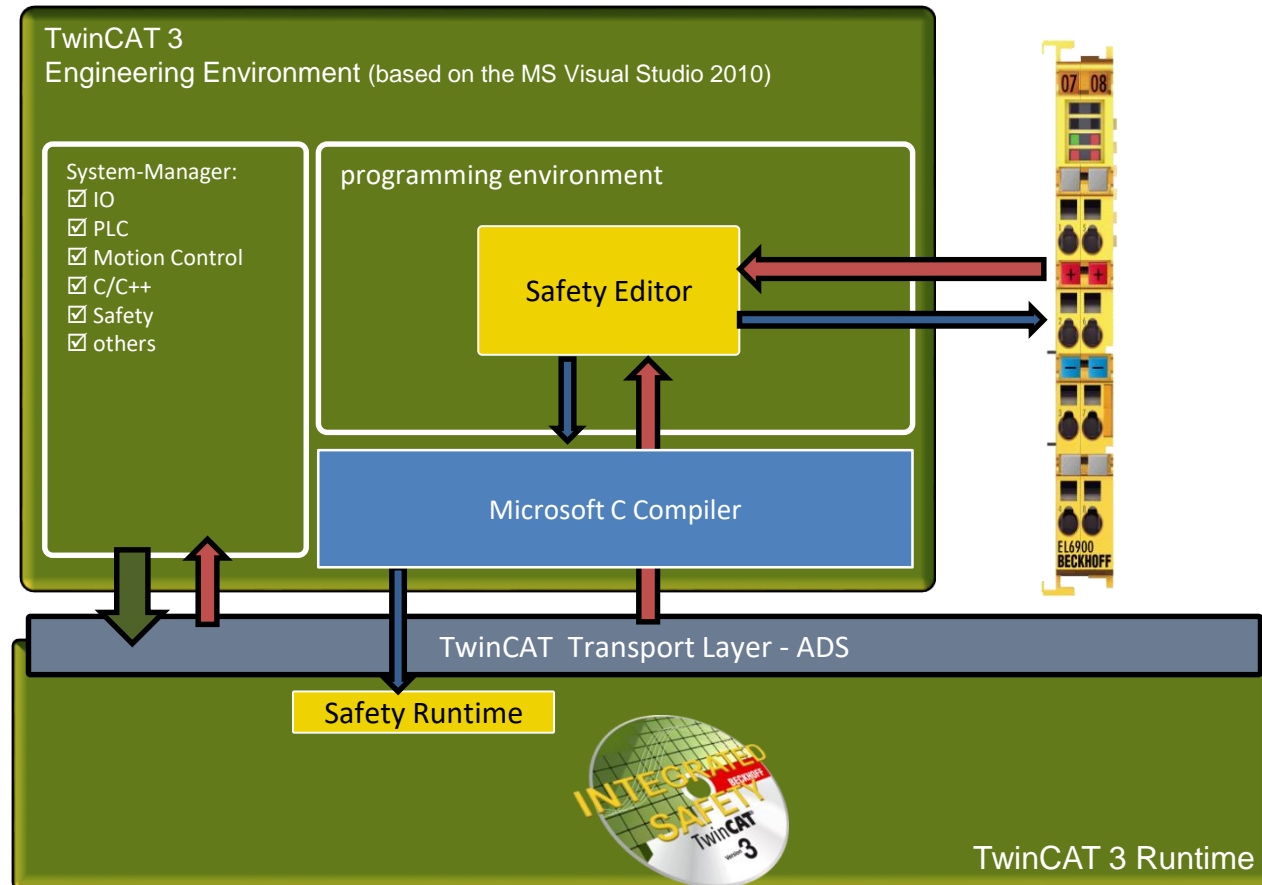 TwinCAT 3
Engineering Environment (based on the MS Visual Studio 2010)
System-Manager:
☑ IO
☑ PLC
☑ Motion Control
☑ C/C++
☑ Safety
☑ others
programming environment
Safety Editor
Microsoft C Compiler
07 08
+ +
- -
EL6900
BECKHOFF
TwinCAT Transport Layer - ADS
Safety Runtime
INTEGRATED
SAFETY
BECKHOFF
TwinCAT
Version 3
TwinCAT 3 Runtime